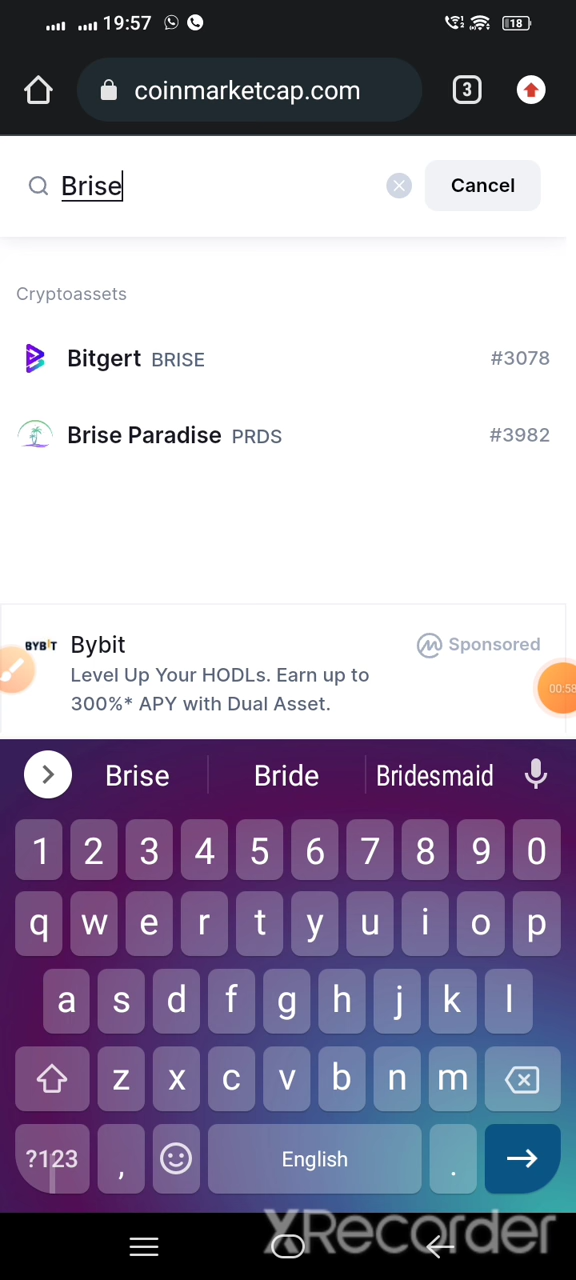 19:57 18
coinmarketcap.com 3
Brise Cancel
Cryptoassets
Bitgert BRISE #3078
Brise Paradise PRDS #3982
BYBIT Bybit Sponsored
Level Up Your HODLs. Earn up to
300%* APY with Dual Asset.
00:58
Brise Bride Bridesmaid
1 2 3 4 5 6 7 8 9 0
q w e r t y u i o p
a s d f g h j k l
z x c v b n m
?123 , English .
XRecorder